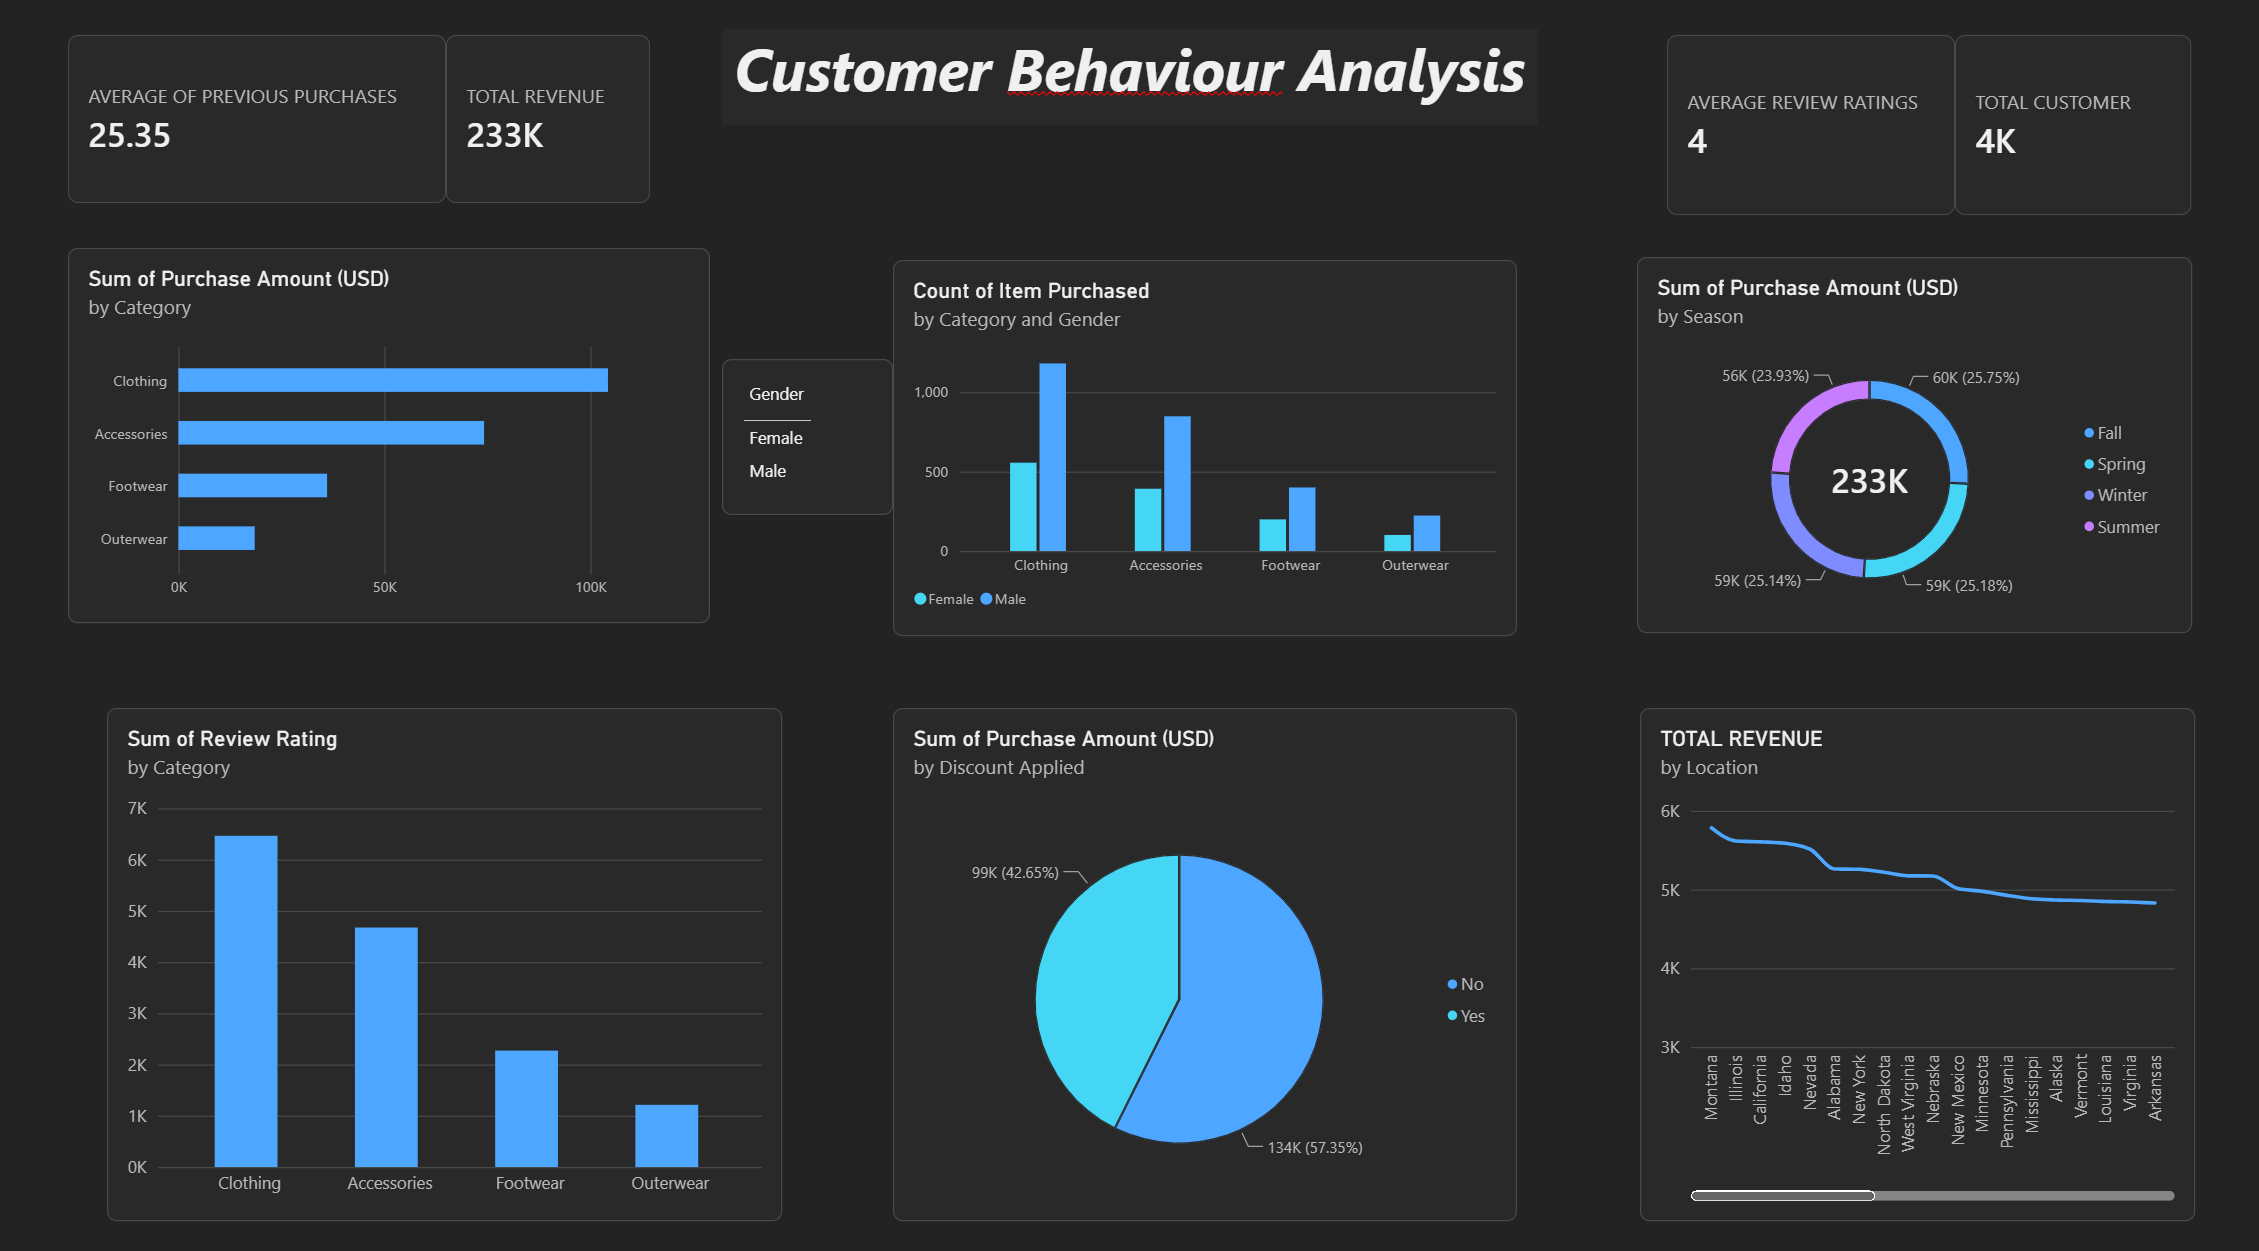 AVERAGE OF PREVIOUS PURCHASES
25.35
TOTAL REVENUE
233K
Customer Behaviour Analysis
AVERAGE REVIEW RATINGS
4
TOTAL CUSTOMER
4K
Sum of Purchase Amount (USD)
by Category
Clothing
Accessories
Footwear
Outerwear
0K
50K
100K
Gender
Female
Male
Count of Item Purchased
by Category and Gender
1,000
500
0
Clothing
Accessories
Footwear
Outerwear
Female
Male
Sum of Purchase Amount (USD)
by Season
56K (23.93%)
60K (25.75%)
233K
59K (25.14%)
59K (25.18%)
Fall
Spring
Winter
Summer
Sum of Review Rating
by Category
7K
6K
5K
4K
3K
2K
1K
0K
Clothing
Accessories
Footwear
Outerwear
Sum of Purchase Amount (USD)
by Discount Applied
99K (42.65%)
134K (57.35%)
No
Yes
TOTAL REVENUE
by Location
6K
5K
4K
3K
Montana
Illinois
California
Idaho
Nevada
Alabama
New York
North Dakota
West Virginia
Nebraska
New Mexico
Minnesota
Pennsylvania
Mississippi
Alaska
Vermont
Louisiana
Virginia
Arkansas